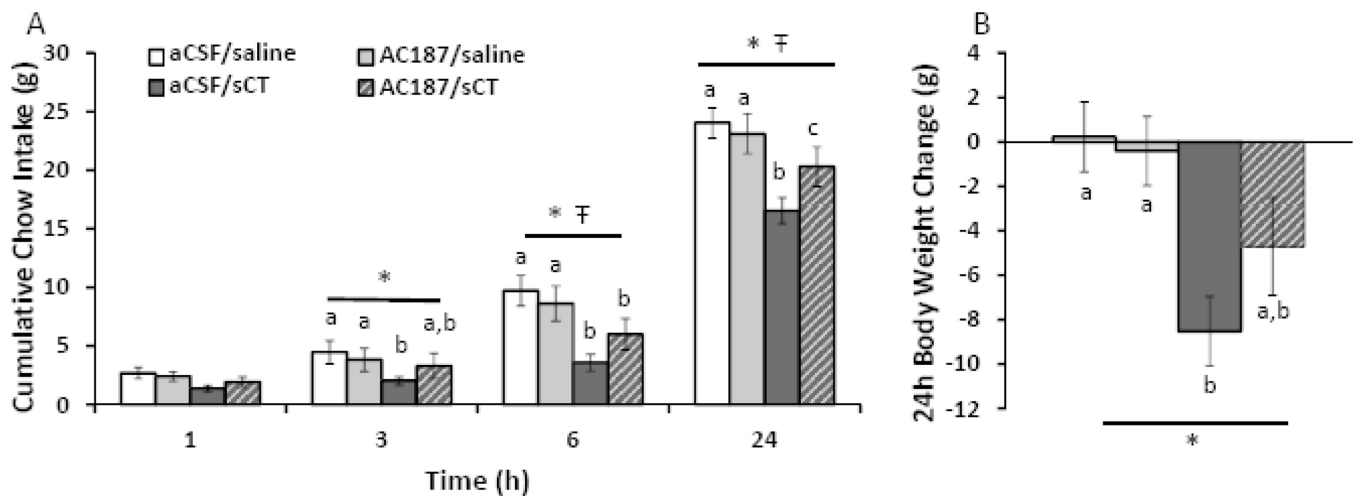 A
Cumulative Chow Intake (g)
30
25
20
15
10
5
0
aCSF/saline
AC187/saline
aCSF/sCT
AC187/sCT
* Ŧ
a a b c
* Ŧ
a a b b
*
a a b a,b
1 3 6 24
Time (h)
B
24h Body Weight Change (g)
4
2
0
-2
-4
-6
-8
-10
-12
a a
a,b
b
*